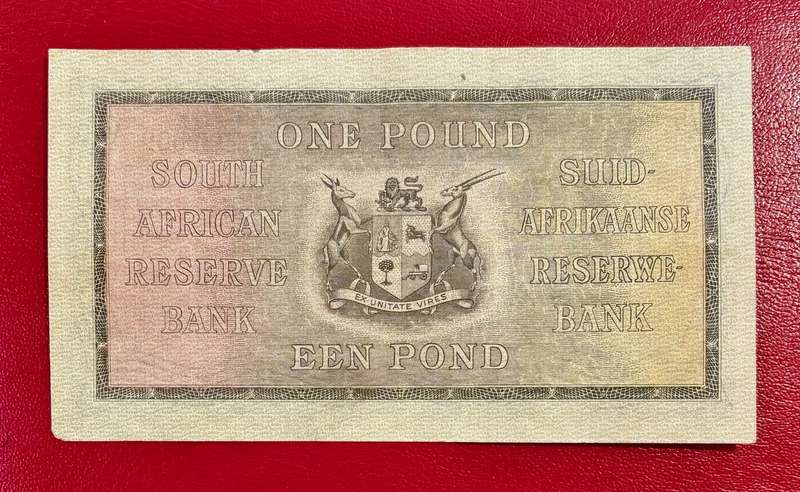 ONE POUND
SOUTH
AFRICAN
RESERVE
BANK
SUID-
AFRIKAANSE
RESERWE-
BANK
EX UNITATE VIRES
EEN POND